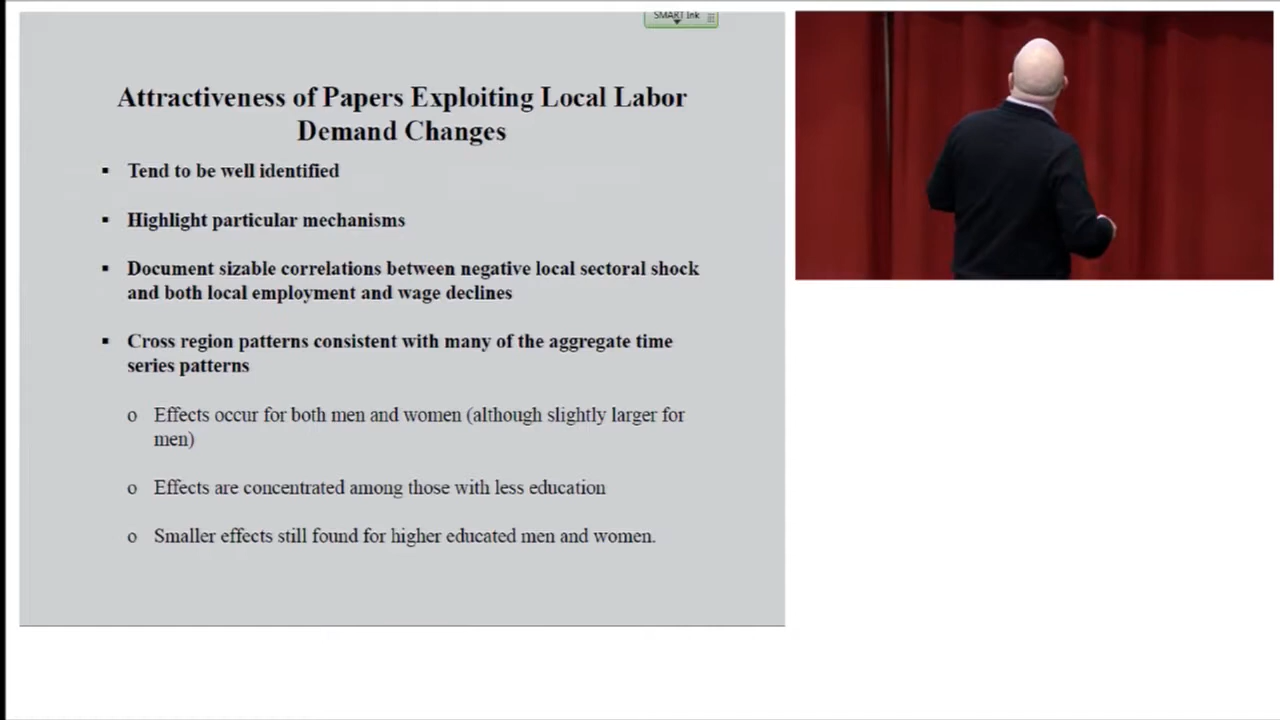 SMART Ink
Attractiveness of Papers Exploiting Local Labor
Demand Changes
▪ Tend to be well identified
▪ Highlight particular mechanisms
▪ Document sizable correlations between negative local sectoral shock
and both local employment and wage declines
▪ Cross region patterns consistent with many of the aggregate time
series patterns
o Effects occur for both men and women (although slightly larger for
men)
o Effects are concentrated among those with less education
o Smaller effects still found for higher educated men and women.